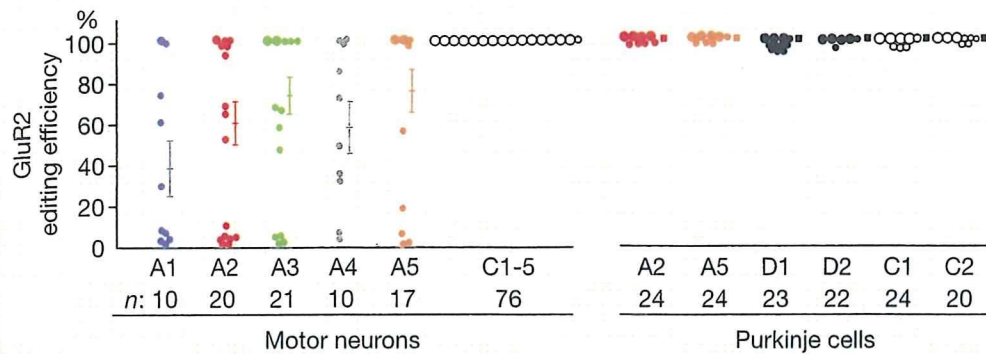 %
100
80
60
40
20
0
GluR2
editing efficiency
A1 A2 A3 A4 A5 C1-5 A2 A5 D1 D2 C1 C2
n: 10 20 21 10 17 76 24 24 23 22 24 20
Motor neurons Purkinje cells